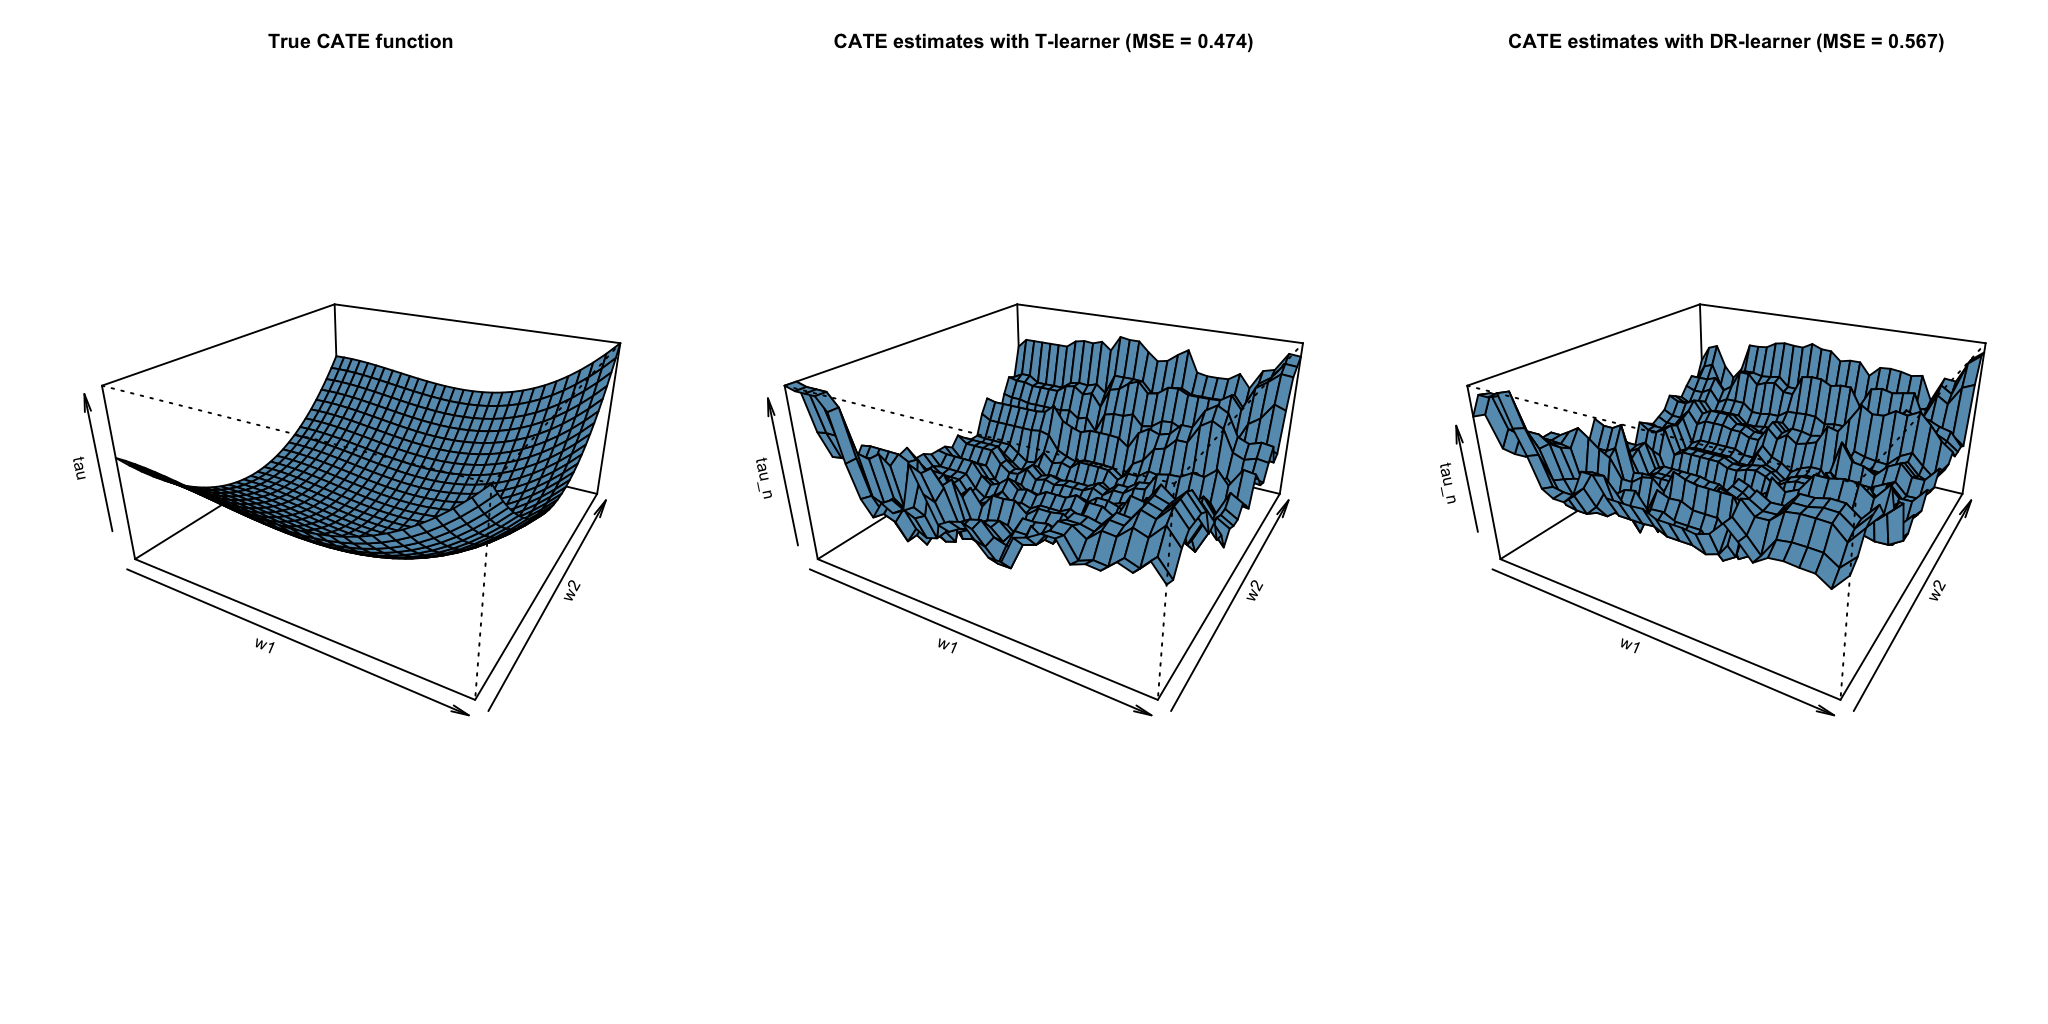 True CATE function
tau
w1
w2
CATE estimates with T-learner (MSE = 0.474)
tau_n
w1
w2
CATE estimates with DR-learner (MSE = 0.567)
tau_n
w1
w2